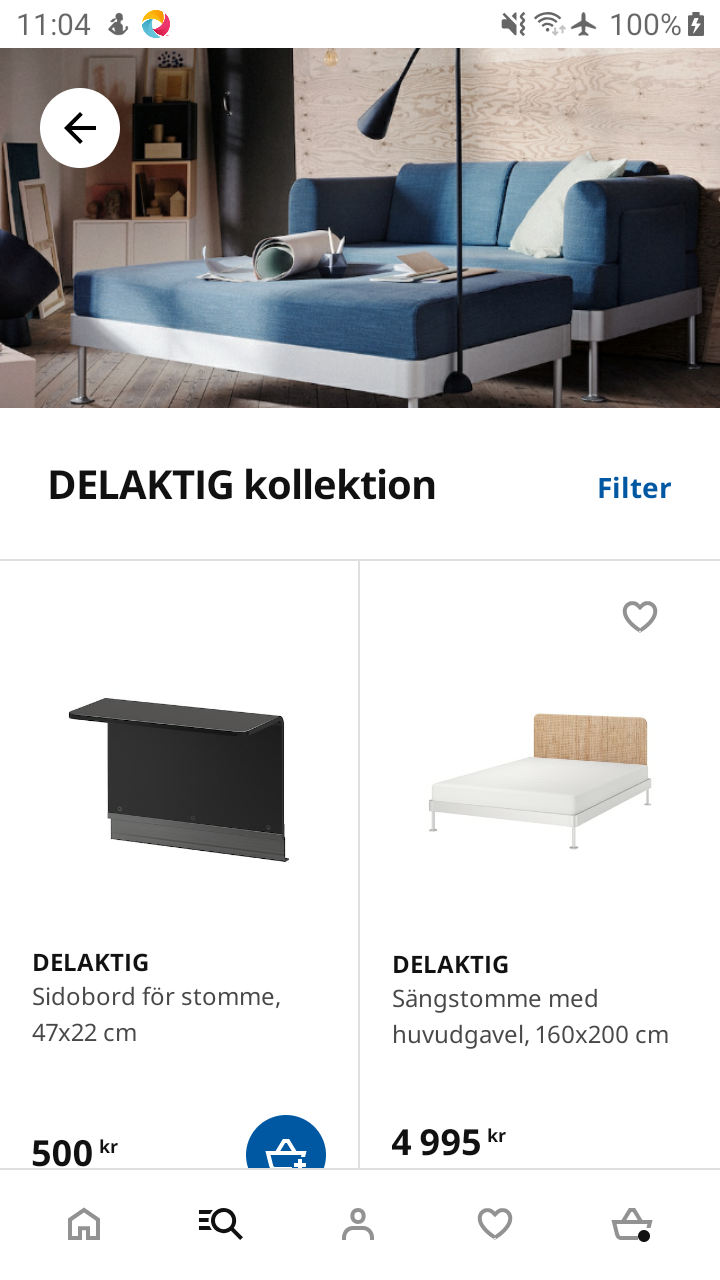 11:04
100%
DELAKTIG kollektion
Filter
DELAKTIG
Sidobord för stomme,
47x22 cm
500 kr
DELAKTIG
Sängstomme med
huvudgavel, 160x200 cm
4 995 kr